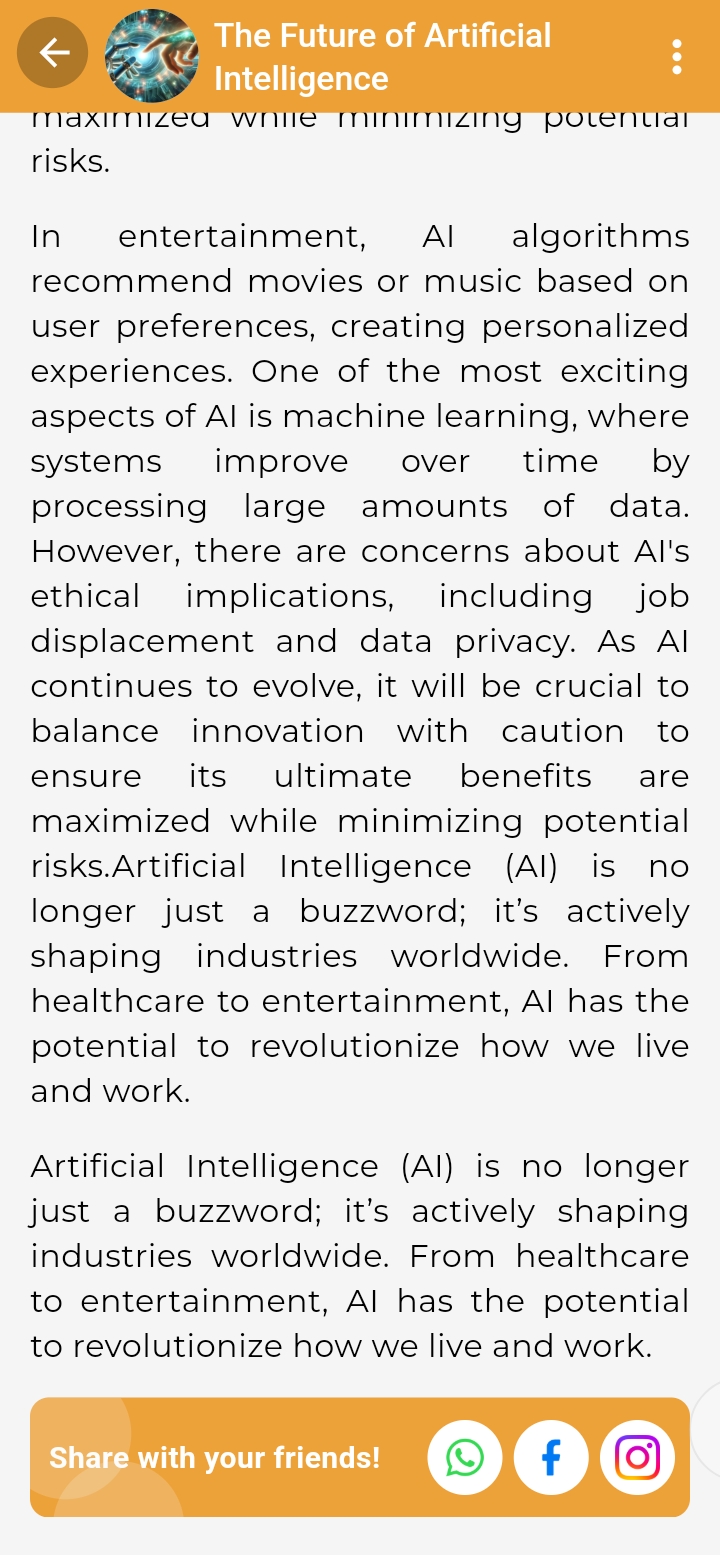 The Future of Artificial
Intelligence
maximized while minimizing potential
risks.
In entertainment, AI algorithms
recommend movies or music based on
user preferences, creating personalized
experiences. One of the most exciting
aspects of AI is machine learning, where
systems improve over time by
processing large amounts of data.
However, there are concerns about AI's
ethical implications, including job
displacement and data privacy. As AI
continues to evolve, it will be crucial to
balance innovation with caution to
ensure its ultimate benefits are
maximized while minimizing potential
risks.Artificial Intelligence (AI) is no
longer just a buzzword; it’s actively
shaping industries worldwide. From
healthcare to entertainment, AI has the
potential to revolutionize how we live
and work.
Artificial Intelligence (AI) is no longer
just a buzzword; it’s actively shaping
industries worldwide. From healthcare
to entertainment, AI has the potential
to revolutionize how we live and work.
Share with your friends!